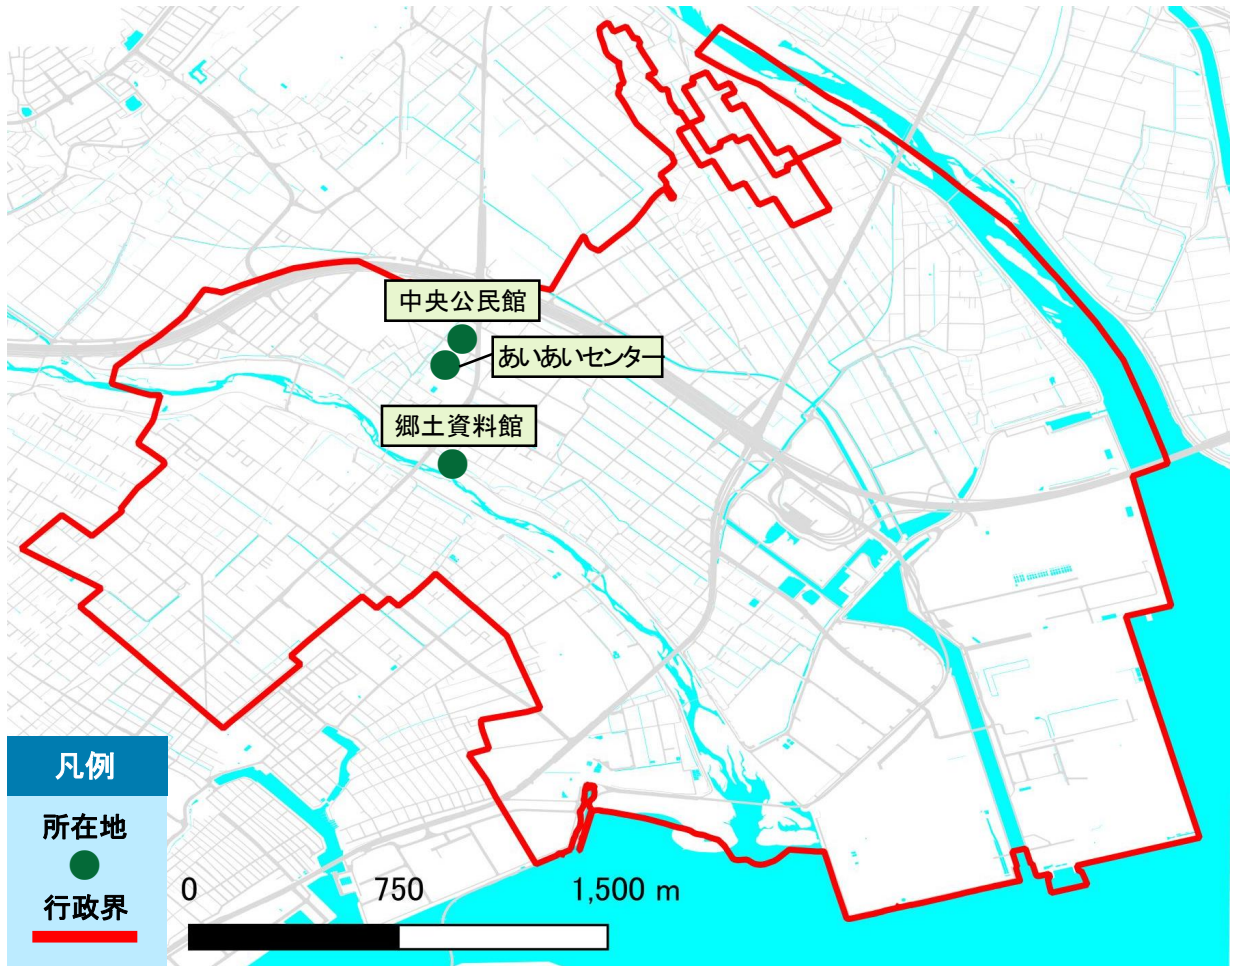 中央公民館
あいあいセンター
郷土資料館
凡例
所在地
行政界
0 750 1,500 m